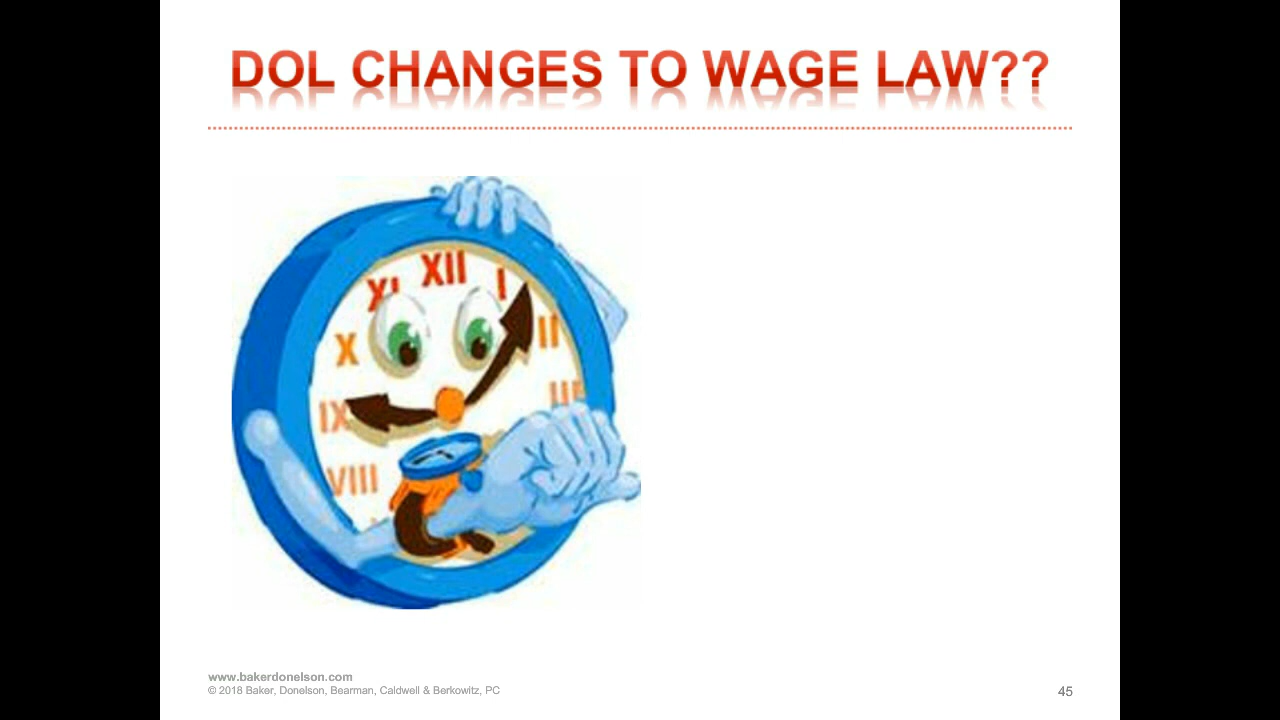 DOL CHANGES TO WAGE LAW??
XII
XI
I
X
II
III
IX
VIII
www.bakerdonelson.com
© 2018 Baker, Donelson, Bearman, Caldwell & Berkowitz, PC
45